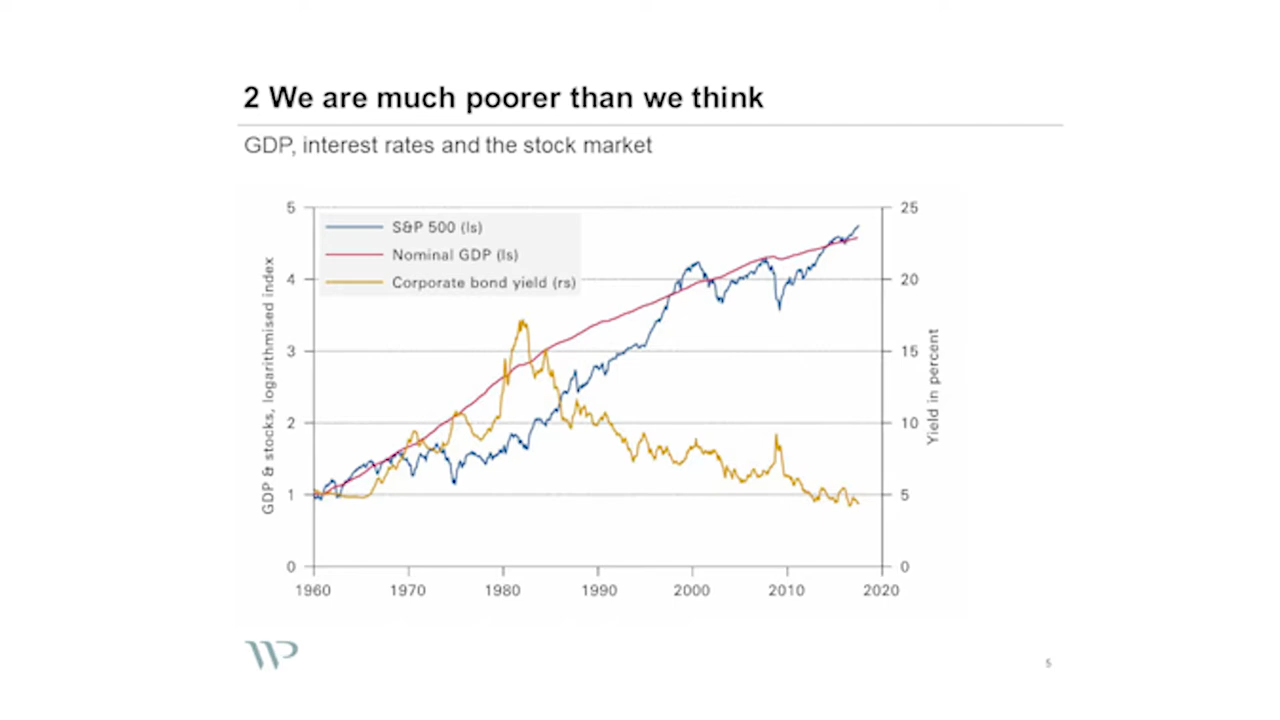 2 We are much poorer than we think
GDP, interest rates and the stock market
S&P 500 (ls)
Nominal GDP (ls)
Corporate bond yield (rs)
GDP & stocks, logarithmised index
5
4
3
2
1
0
25
20
15
10
5
0
Yield in percent
1960 1970 1980 1990 2000 2010 2020
WP
5